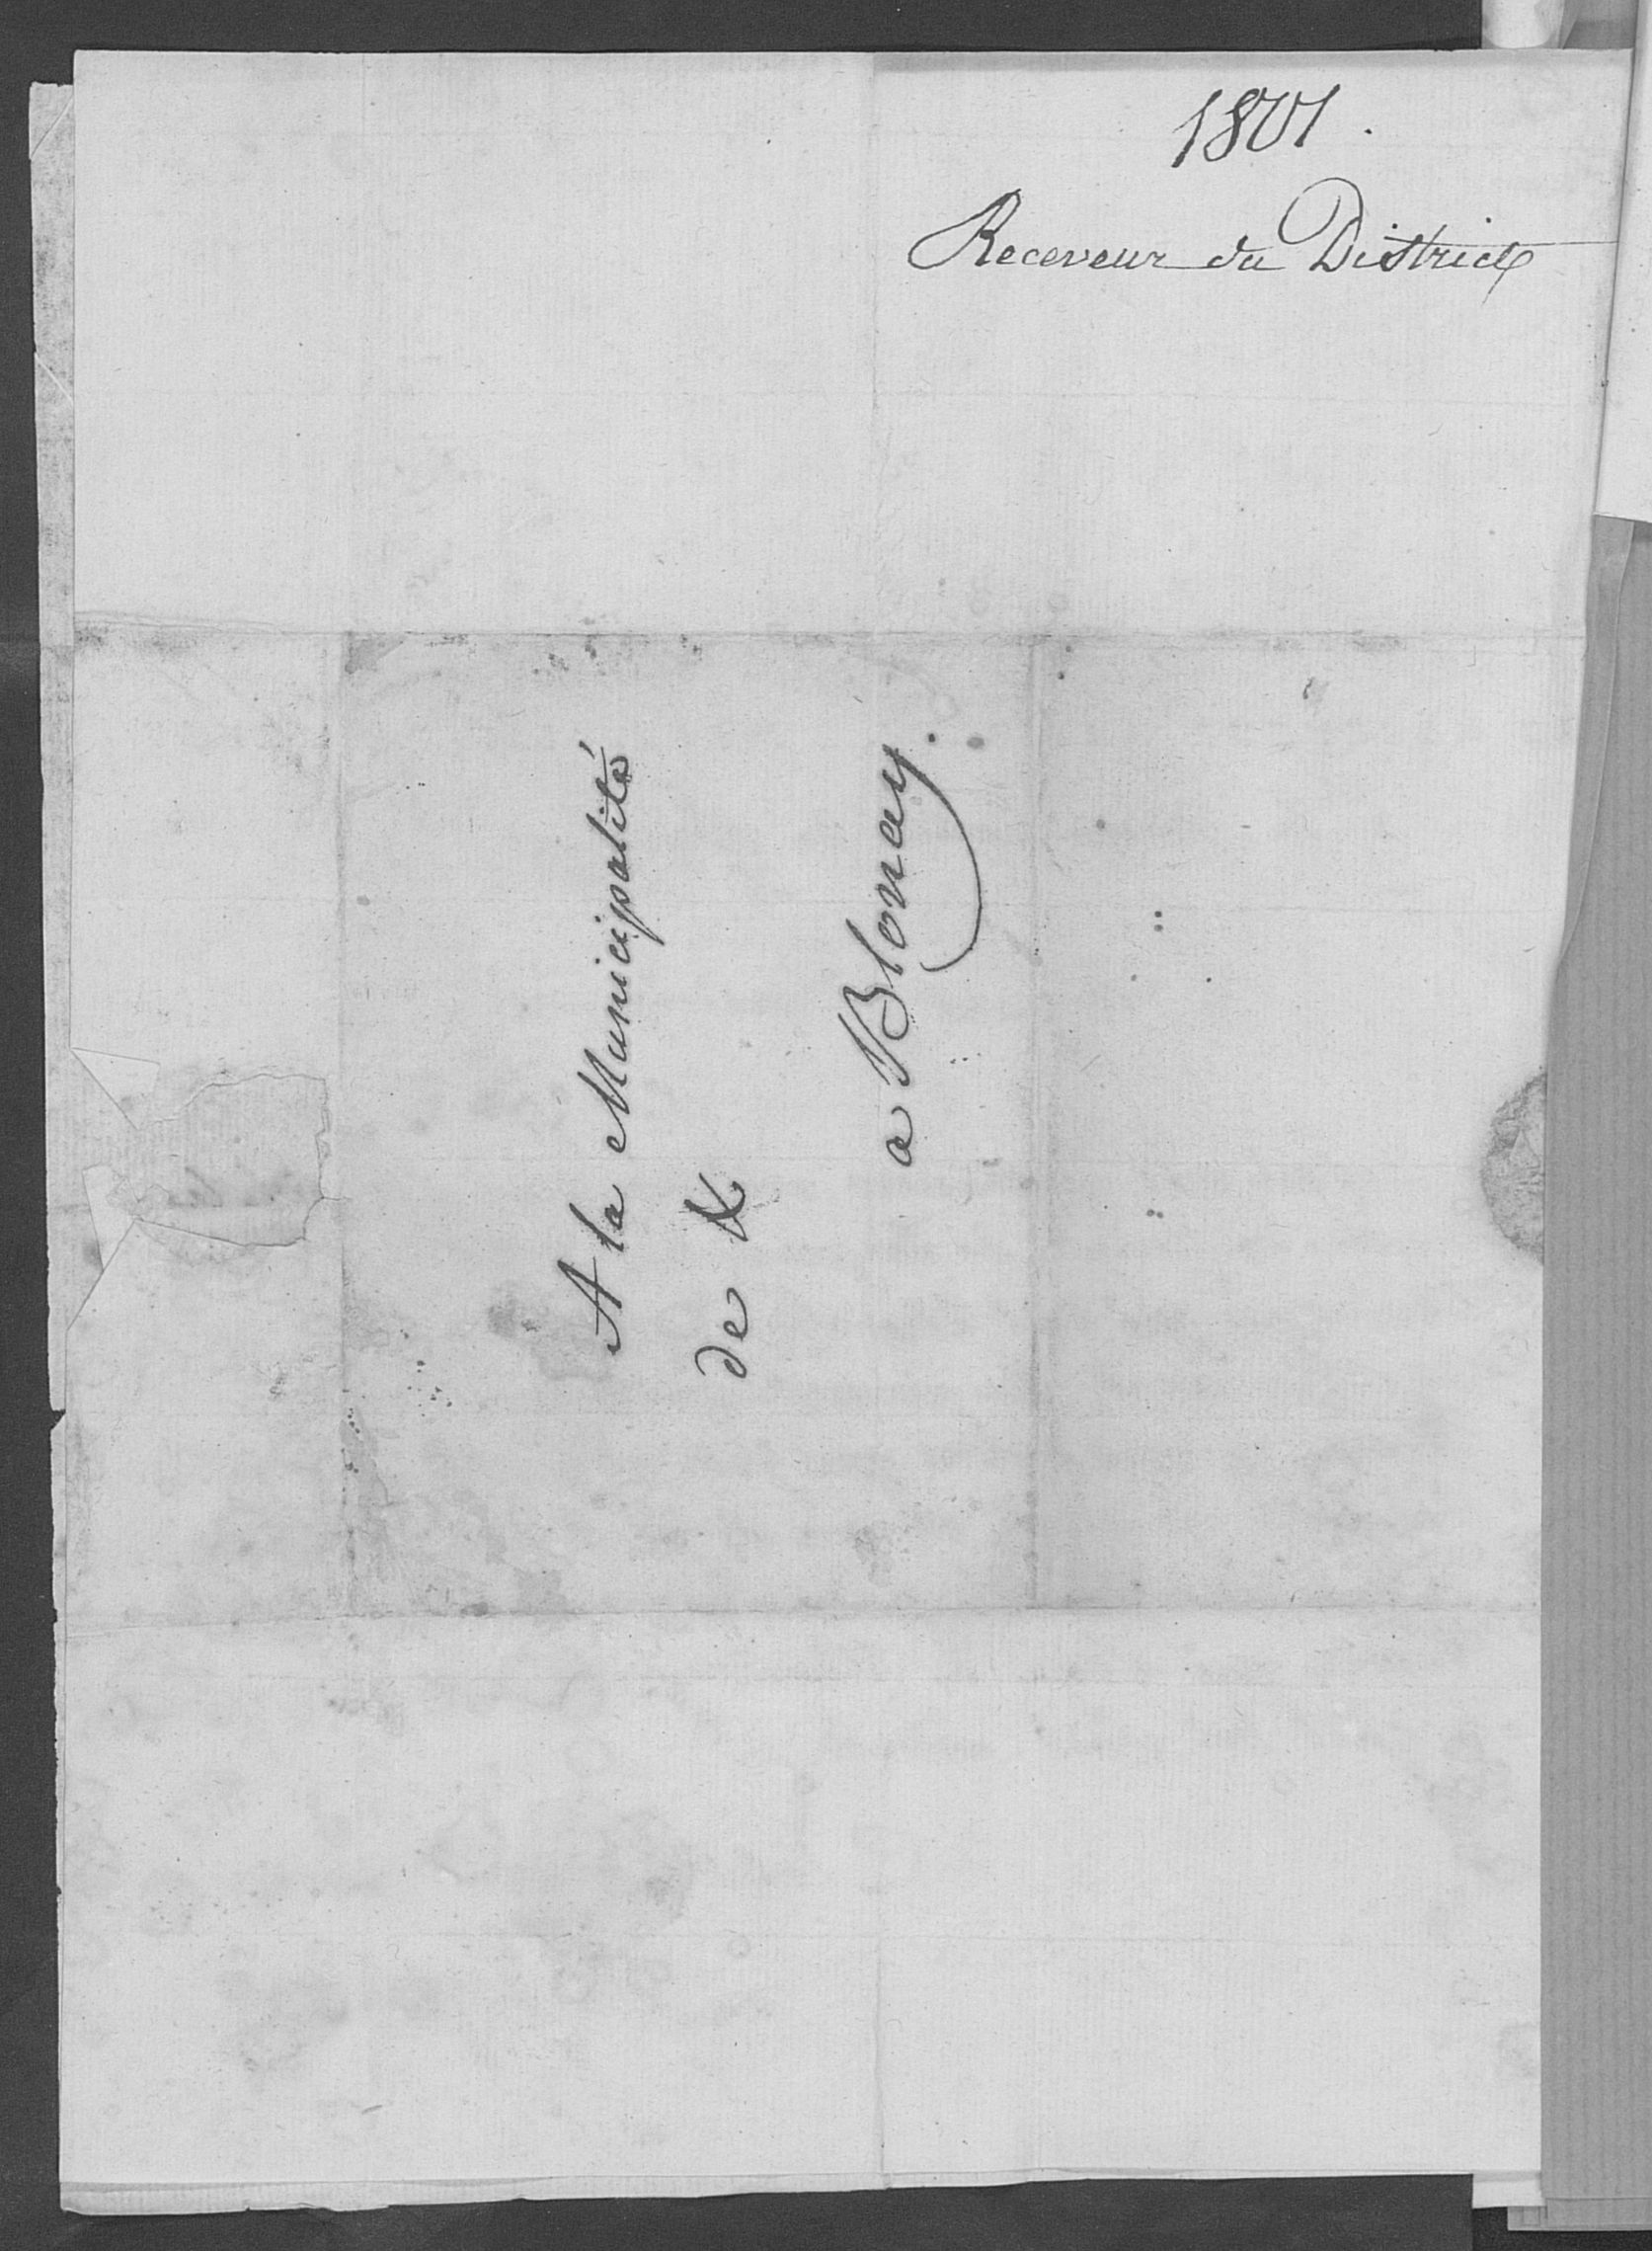 1801.
Receveur du District
A la Municipalité
de &
a Blonay.